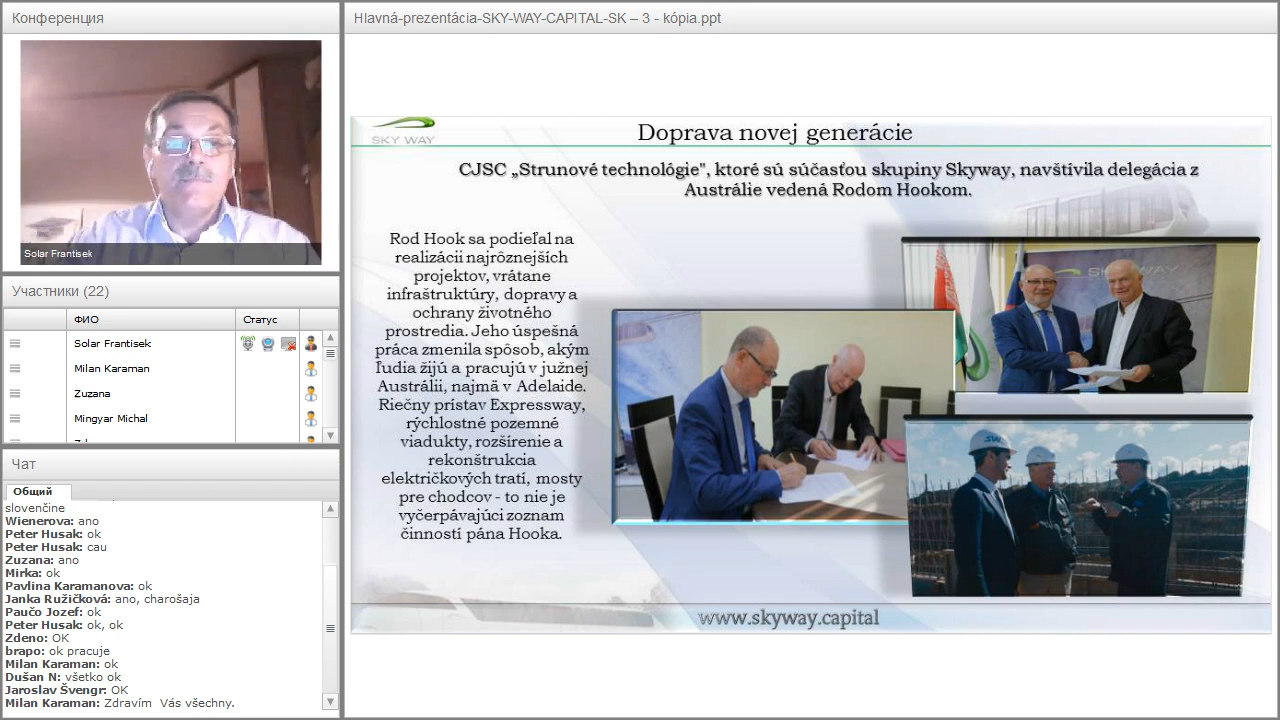 Конференция
Solar Frantisek
Участники (22)
ФИО
Статус
Solar Frantisek
Milan Karaman
Zuzana
Mingyar Michal
Чат
Общий
slovenčine
Wienerova: ano
Peter Husak: ok
Peter Husak: cau
Zuzana: ano
Mirka: ok
Pavlina Karamanova: ok
Janka Ružičková: ano, charošaja
Paučo Jozef: ok
Peter Husak: ok, ok
Zdeno: OK
brapo: ok pracuje
Milan Karaman: ok
Dušan N: všetko ok
Jaroslav Švengr: OK
Milan Karaman: Zdravím  Vás všechny.
Hlavná-prezentácia-SKY-WAY-CAPITAL-SK – 3 - kópia.ppt
SKY WAY
Doprava novej generácie
CJSC „Strunové technológie", ktoré sú súčasťou skupiny Skyway, navštívila delegácia z
Austrálie vedená Rodom Hookom.
Rod Hook sa podieľal na
realizácii najrôznejších
projektov, vrátane
infraštruktúry, dopravy a
ochrany životného
prostredia. Jeho úspešná
práca zmenila spôsob, akým
ľudia žijú a pracujú v južnej
Austrálii, najmä v Adelaide.
Riečny prístav Expressway,
rýchlostné pozemné
viadukty, rozšírenie a
rekonštrukcia
električkových tratí, mosty
pre chodcov - to nie je
vyčerpávajúci zoznam
činností pána Hooka.
SKY WAY
SW
www.skyway.capital